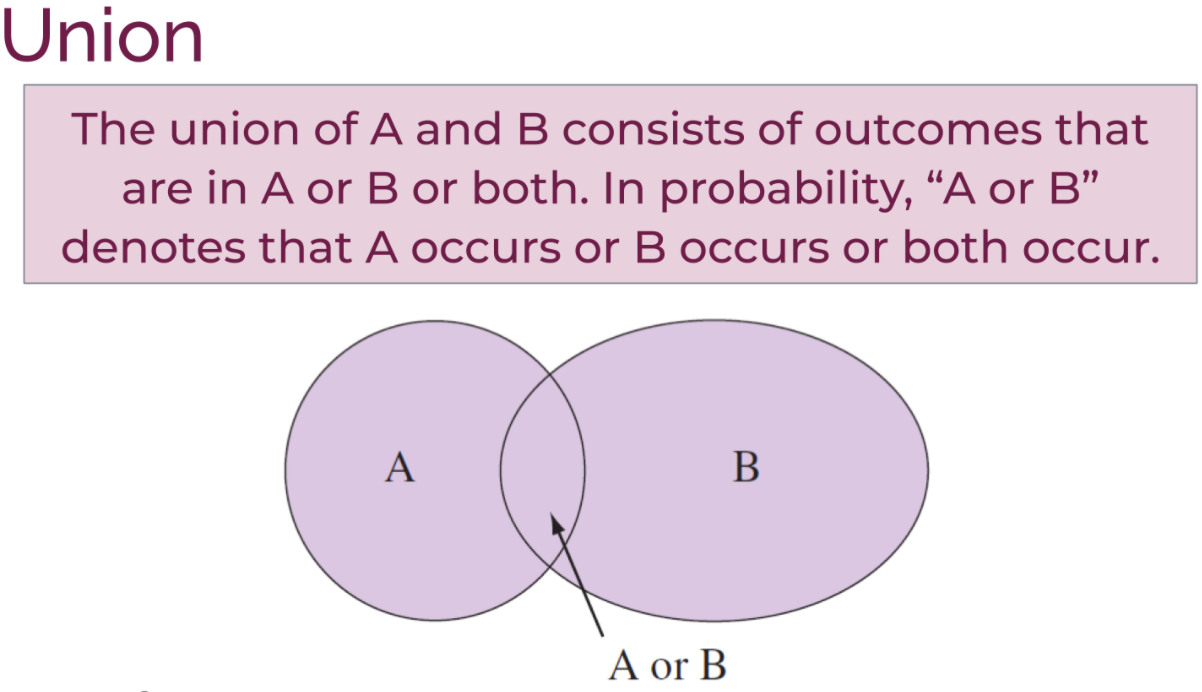 Union
The union of A and B consists of outcomes that
are in A or B or both. In probability, “A or B”
denotes that A occurs or B occurs or both occur.
A
B
A or B